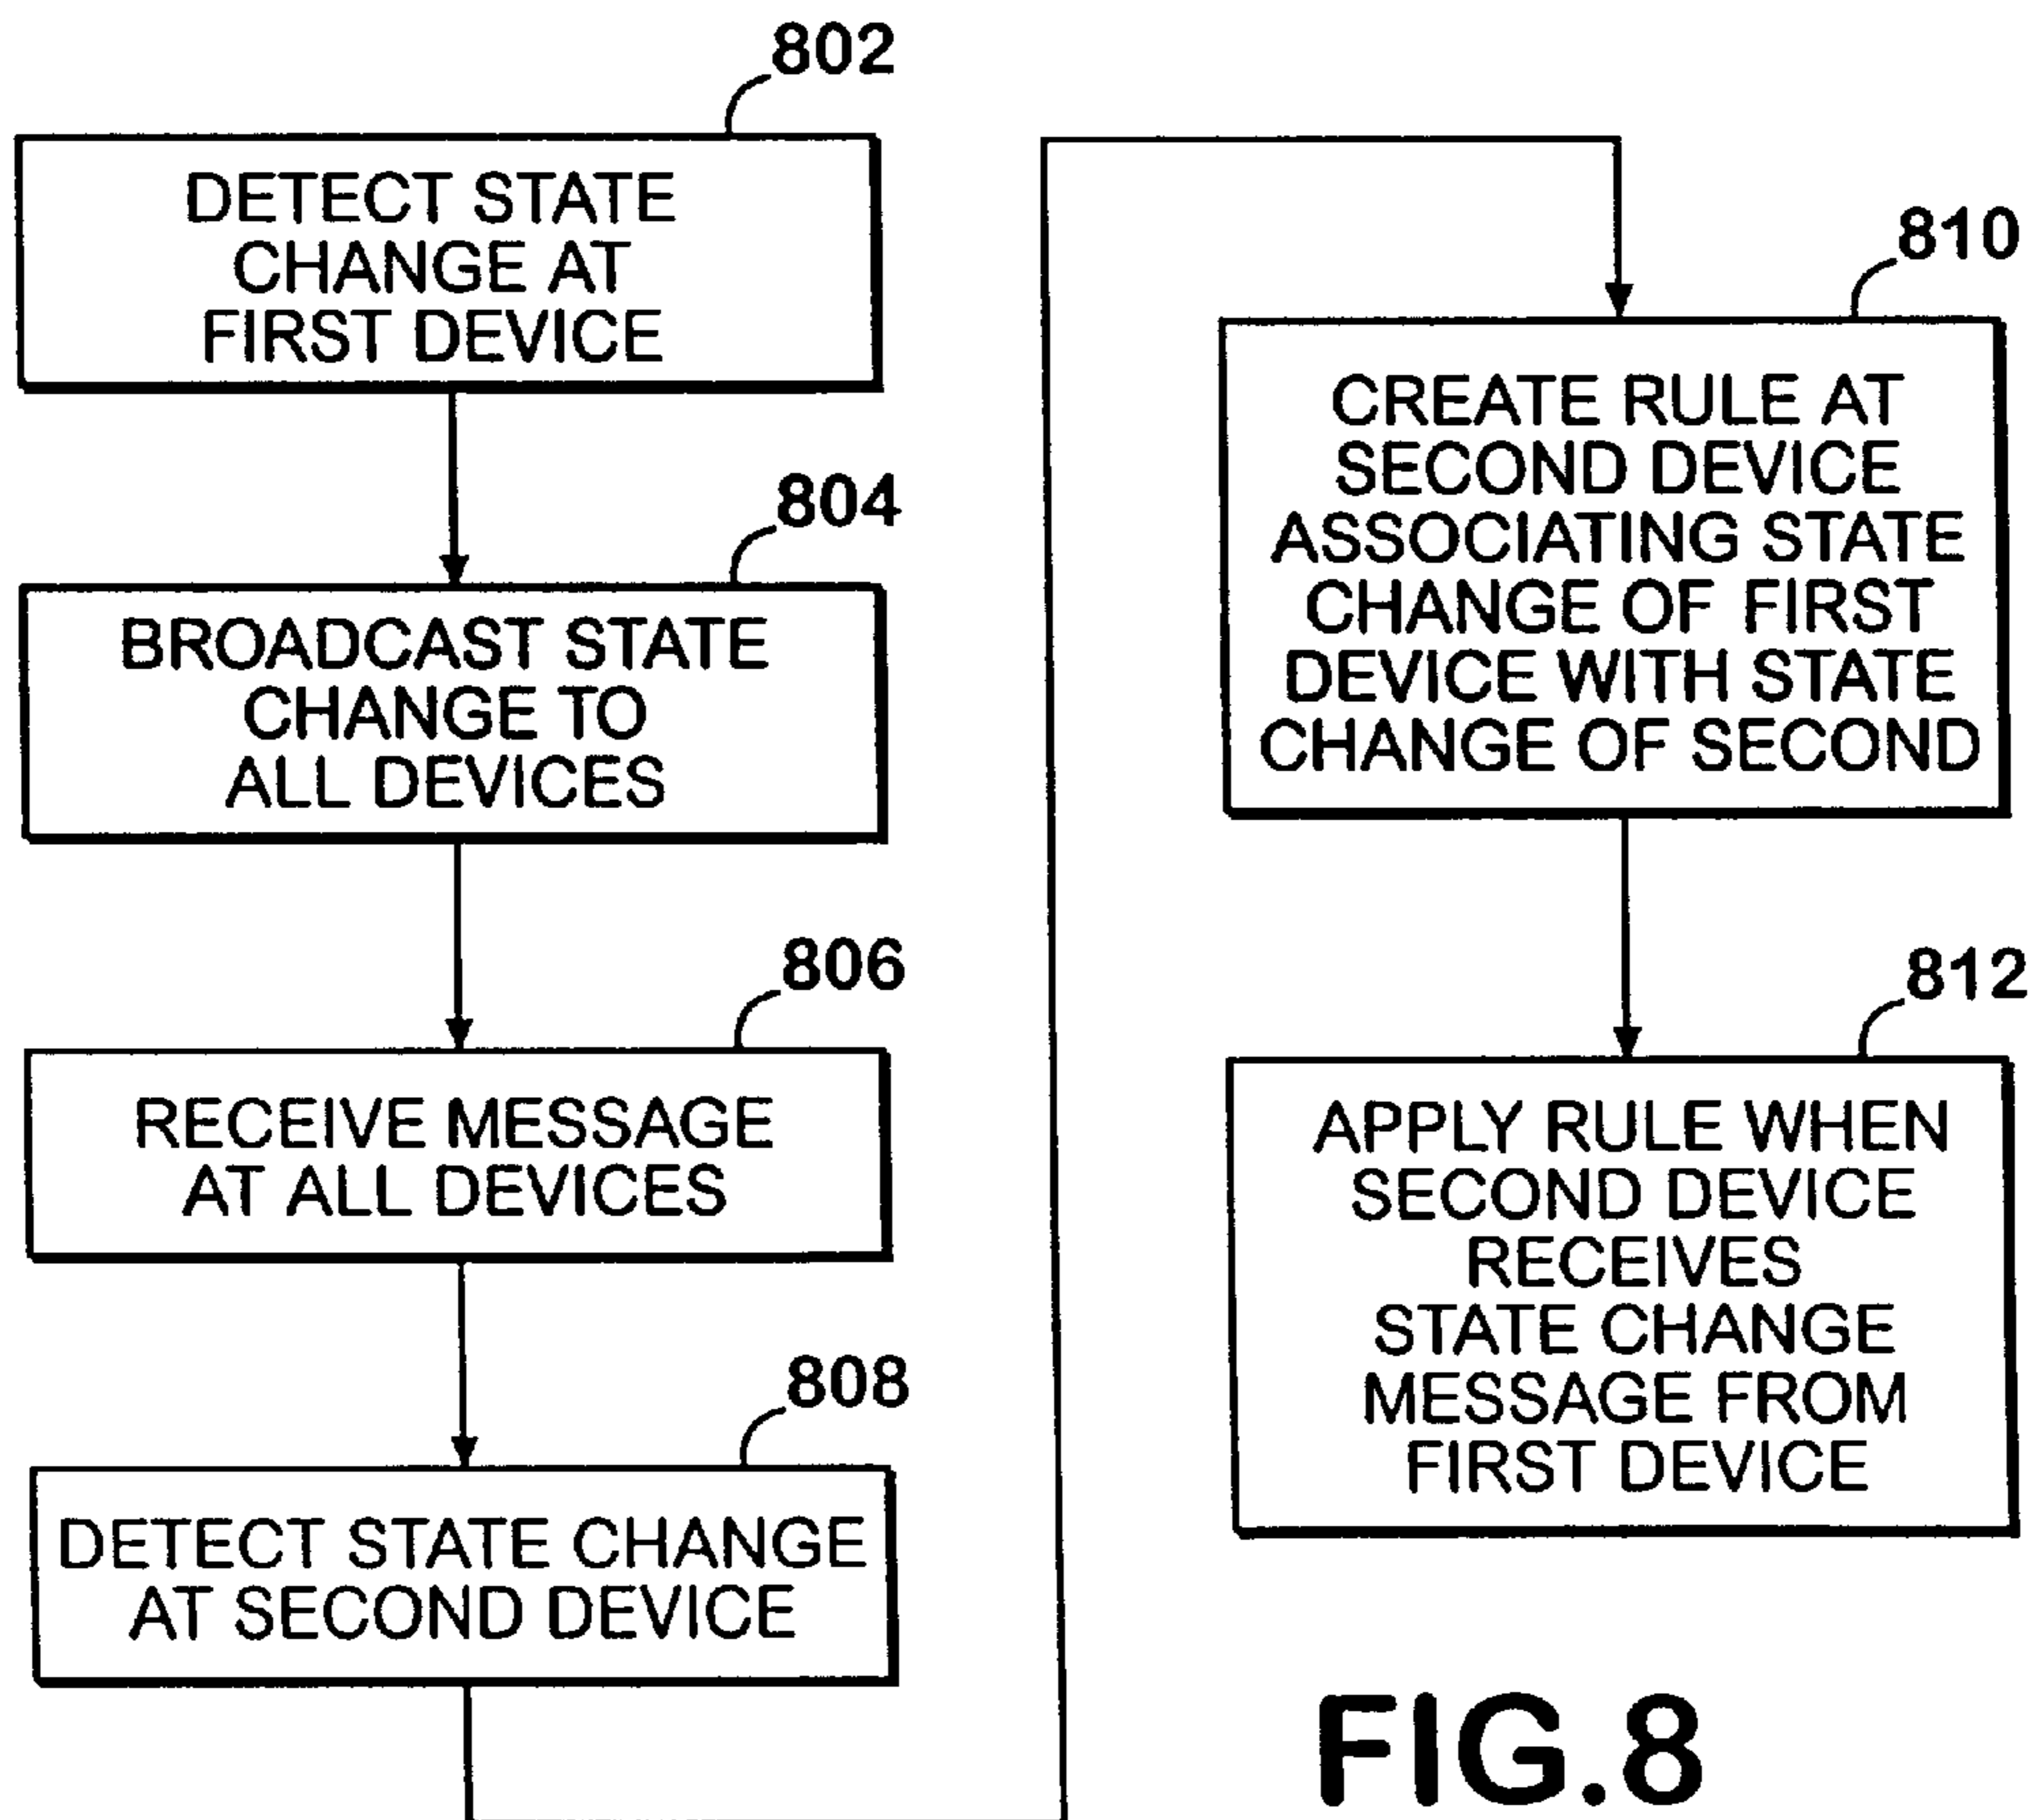 802
DETECT STATE
CHANGE AT
FIRST DEVICE
804
BROADCAST STATE
CHANGE TO
ALL DEVICES
806
RECEIVE MESSAGE
AT ALL DEVICES
808
DETECT STATE CHANGE
AT SECOND DEVICE
810
CREATE RULE AT
SECOND DEVICE
ASSOCIATING STATE
CHANGE OF FIRST
DEVICE WITH STATE
CHANGE OF SECOND
812
APPLY RULE WHEN
SECOND DEVICE
RECEIVES
STATE CHANGE
MESSAGE FROM
FIRST DEVICE
FIG.8